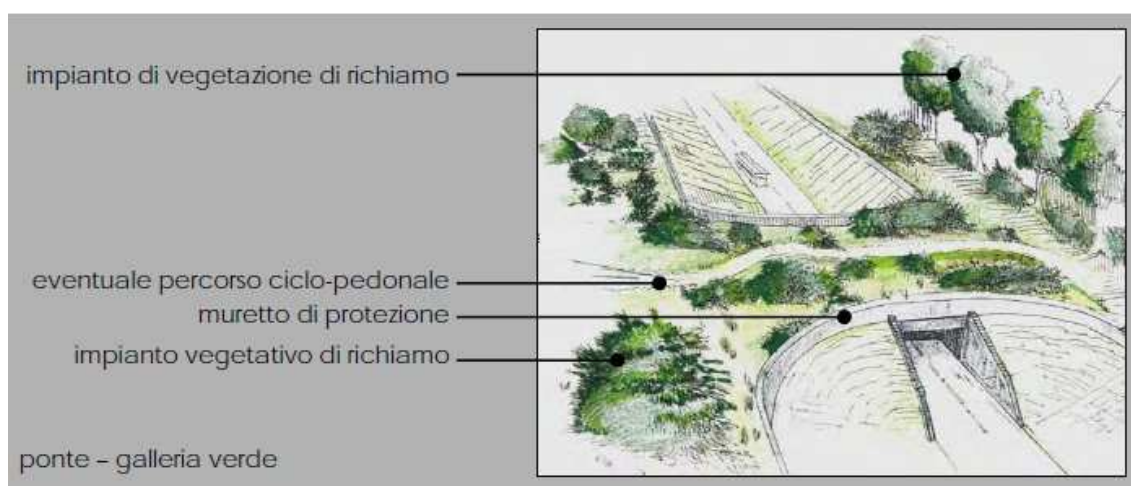 impianto di vegetazione di richiamo
eventuale percorso ciclo-pedonale
muretto di protezione
impianto vegetativo di richiamo
ponte – galleria verde